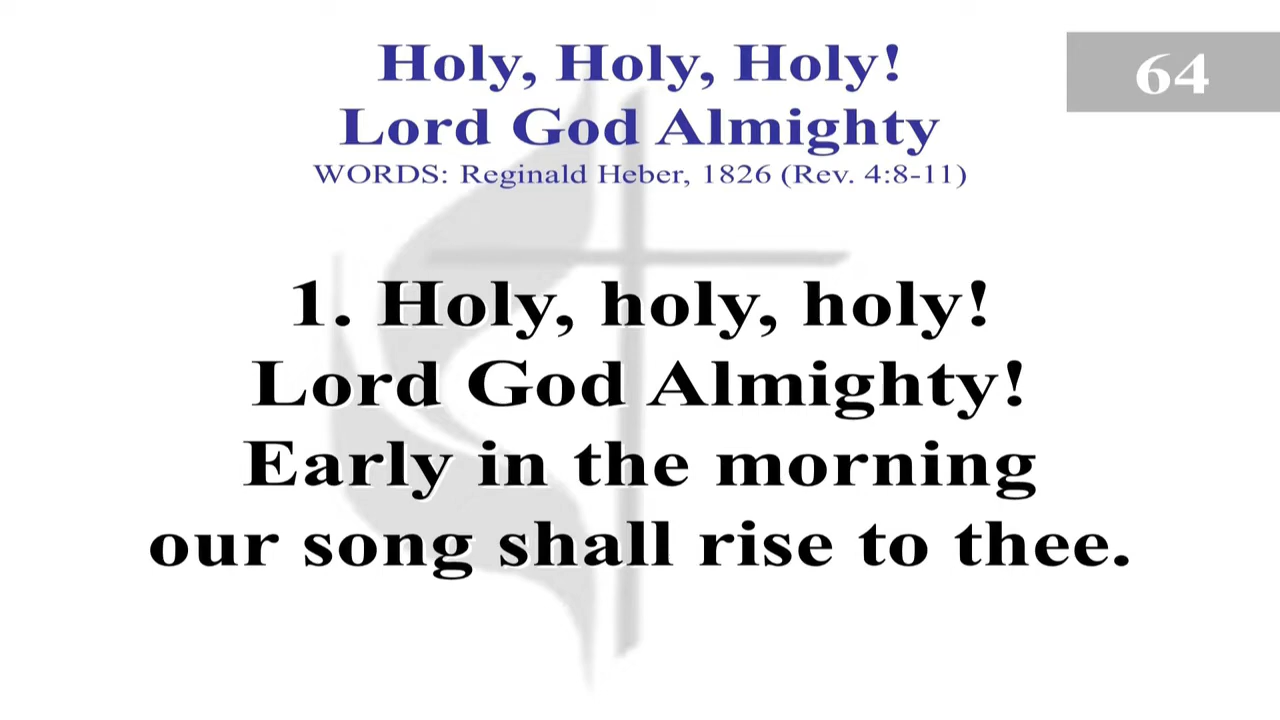 Holy, Holy, Holy!
Lord God Almighty
64
WORDS: Reginald Heber, 1826 (Rev. 4:8-11)
1. Holy, holy, holy!
Lord God Almighty!
Early in the morning
our song shall rise to thee.